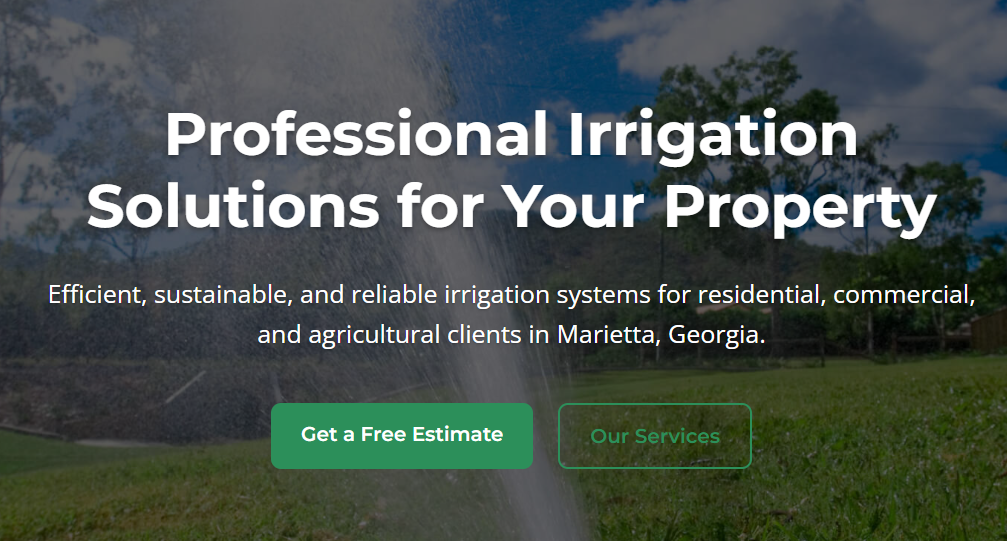 Professional Irrigation
Solutions for Your Property
Efficient, sustainable, and reliable irrigation systems for residential, commercial,
and agricultural clients in Marietta, Georgia.
Get a Free Estimate
Our Services